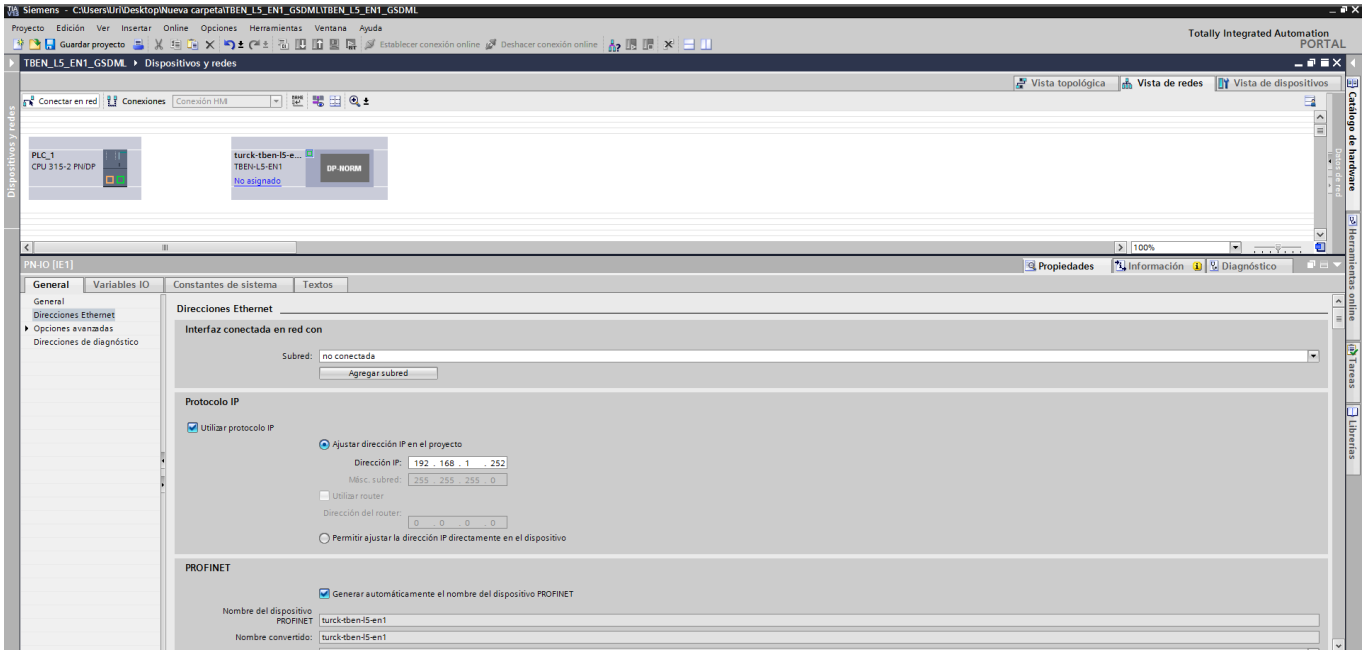 Siemens - C:\Users\Uri\Desktop\Nueva carpeta\TBEN_L5_EN1_GSDML\TBEN_L5_EN1_GSDML
Proyecto Edición Ver Insertar Online Opciones Herramientas Ventana Ayuda
Totally Integrated Automation
PORTAL
Guardar proyecto Establecer conexión online Deshacer conexión online
TBEN_L5_EN1_GSDML Dispositivos y redes
Vista topológica Vista de redes Vista de dispositivos
Conectar en red Conexiones Conexión HMI
PLC_1
CPU 315-2 PN/DP
turck-tben-l5-e...
TBEN-L5-EN1
No asignado
DP-NORM
Dispositivos y redes
Datos de red
100%
PN-IO [IE1]
Propiedades Información Diagnóstico
General Variables IO Constantes de sistema Textos
General
Direcciones Ethernet
Opciones avanzadas
Direcciones de diagnóstico
Direcciones Ethernet
Interfaz conectada en red con
Subred: no conectada
Agregar subred
Protocolo IP
Utilizar protocolo IP
Ajustar dirección IP en el proyecto
Dirección IP: 192 . 168 . 1 . 252
Másc. subred: 255 . 255 . 255 . 0
Utilizar router
Dirección del router: 0 . 0 . 0 . 0
Permitir ajustar la dirección IP directamente en el dispositivo
PROFINET
Generar automáticamente el nombre del dispositivo PROFINET
Nombre del dispositivo
PROFINET turck-tben-l5-en1
Nombre convertido: turck-tben-l5-en1
Catálogo de hardware
Herramientas online
Tareas
Librerías